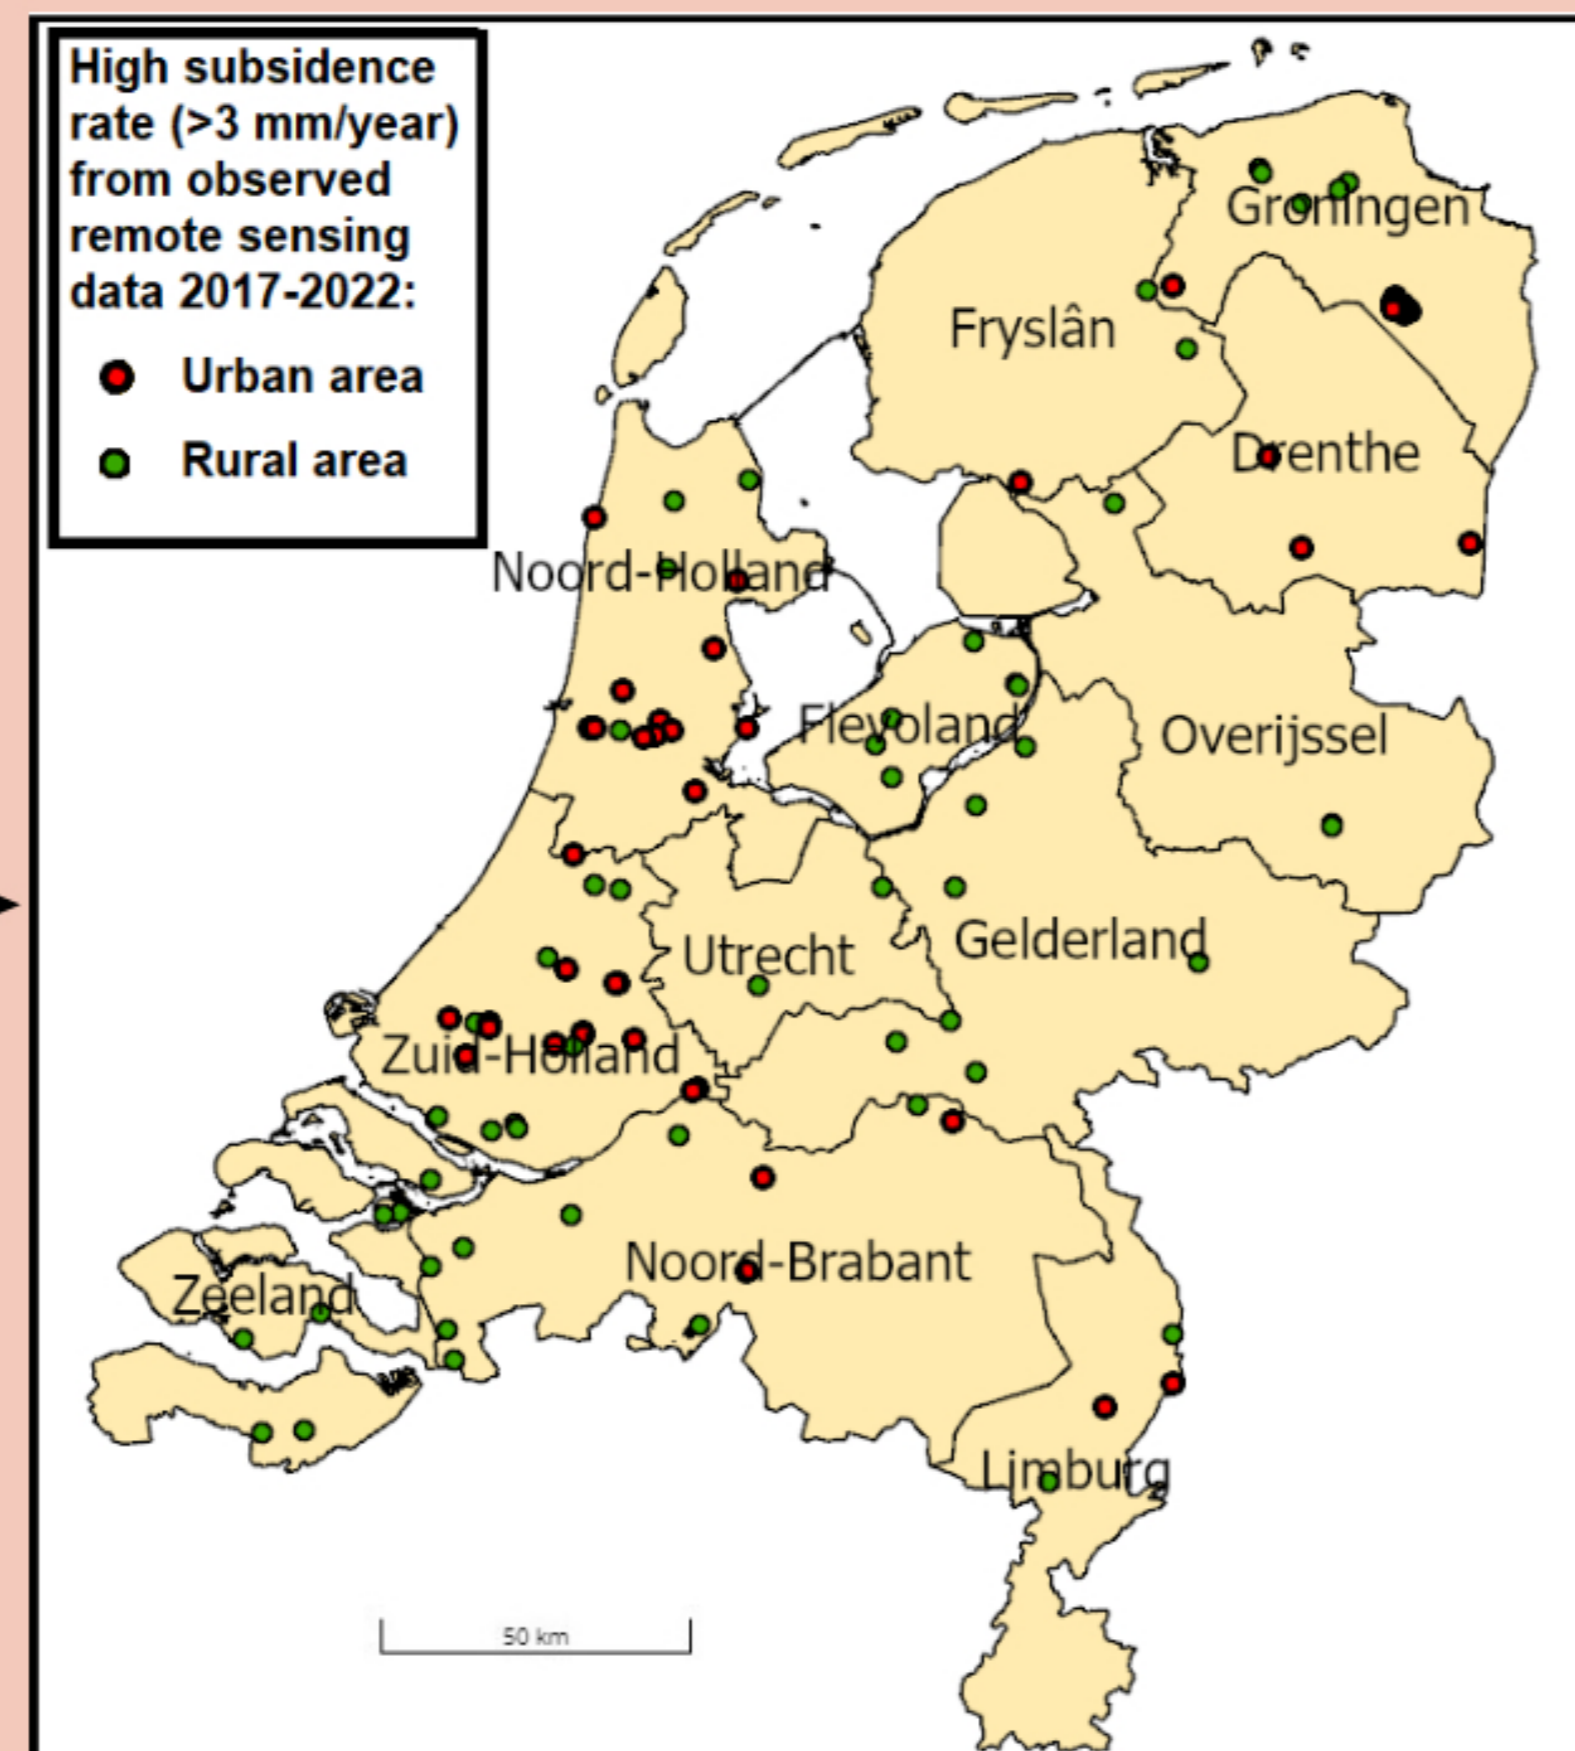 High subsidence
rate (>3 mm/year)
from observed
remote sensing
data 2017-2022:
Urban area
Rural area
Groningen
Fryslân
Drenthe
Noord-Holland
Flevoland
Overijssel
Utrecht
Gelderland
Zuid-Holland
Noord-Brabant
Zeeland
Limburg
50 km